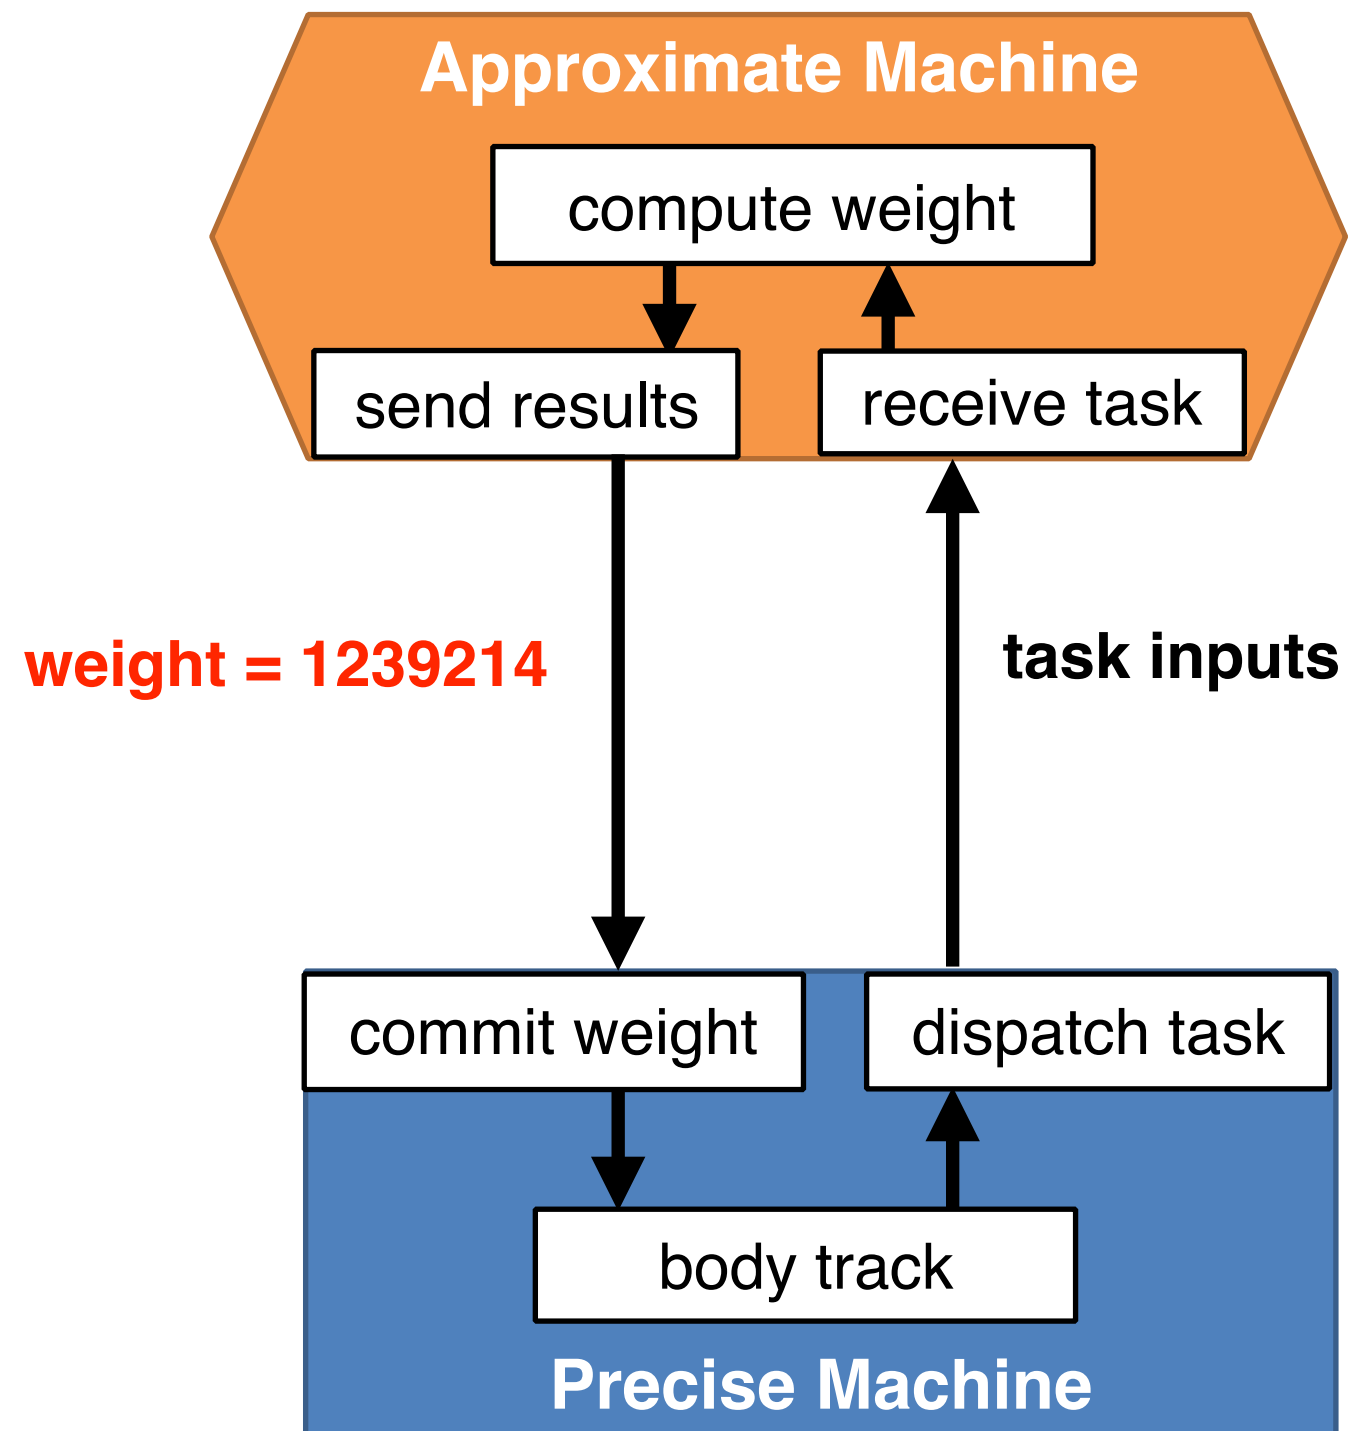 Approximate Machine
compute weight
send results
receive task
weight = 1239214
task inputs
commit weight
dispatch task
body track
Precise Machine